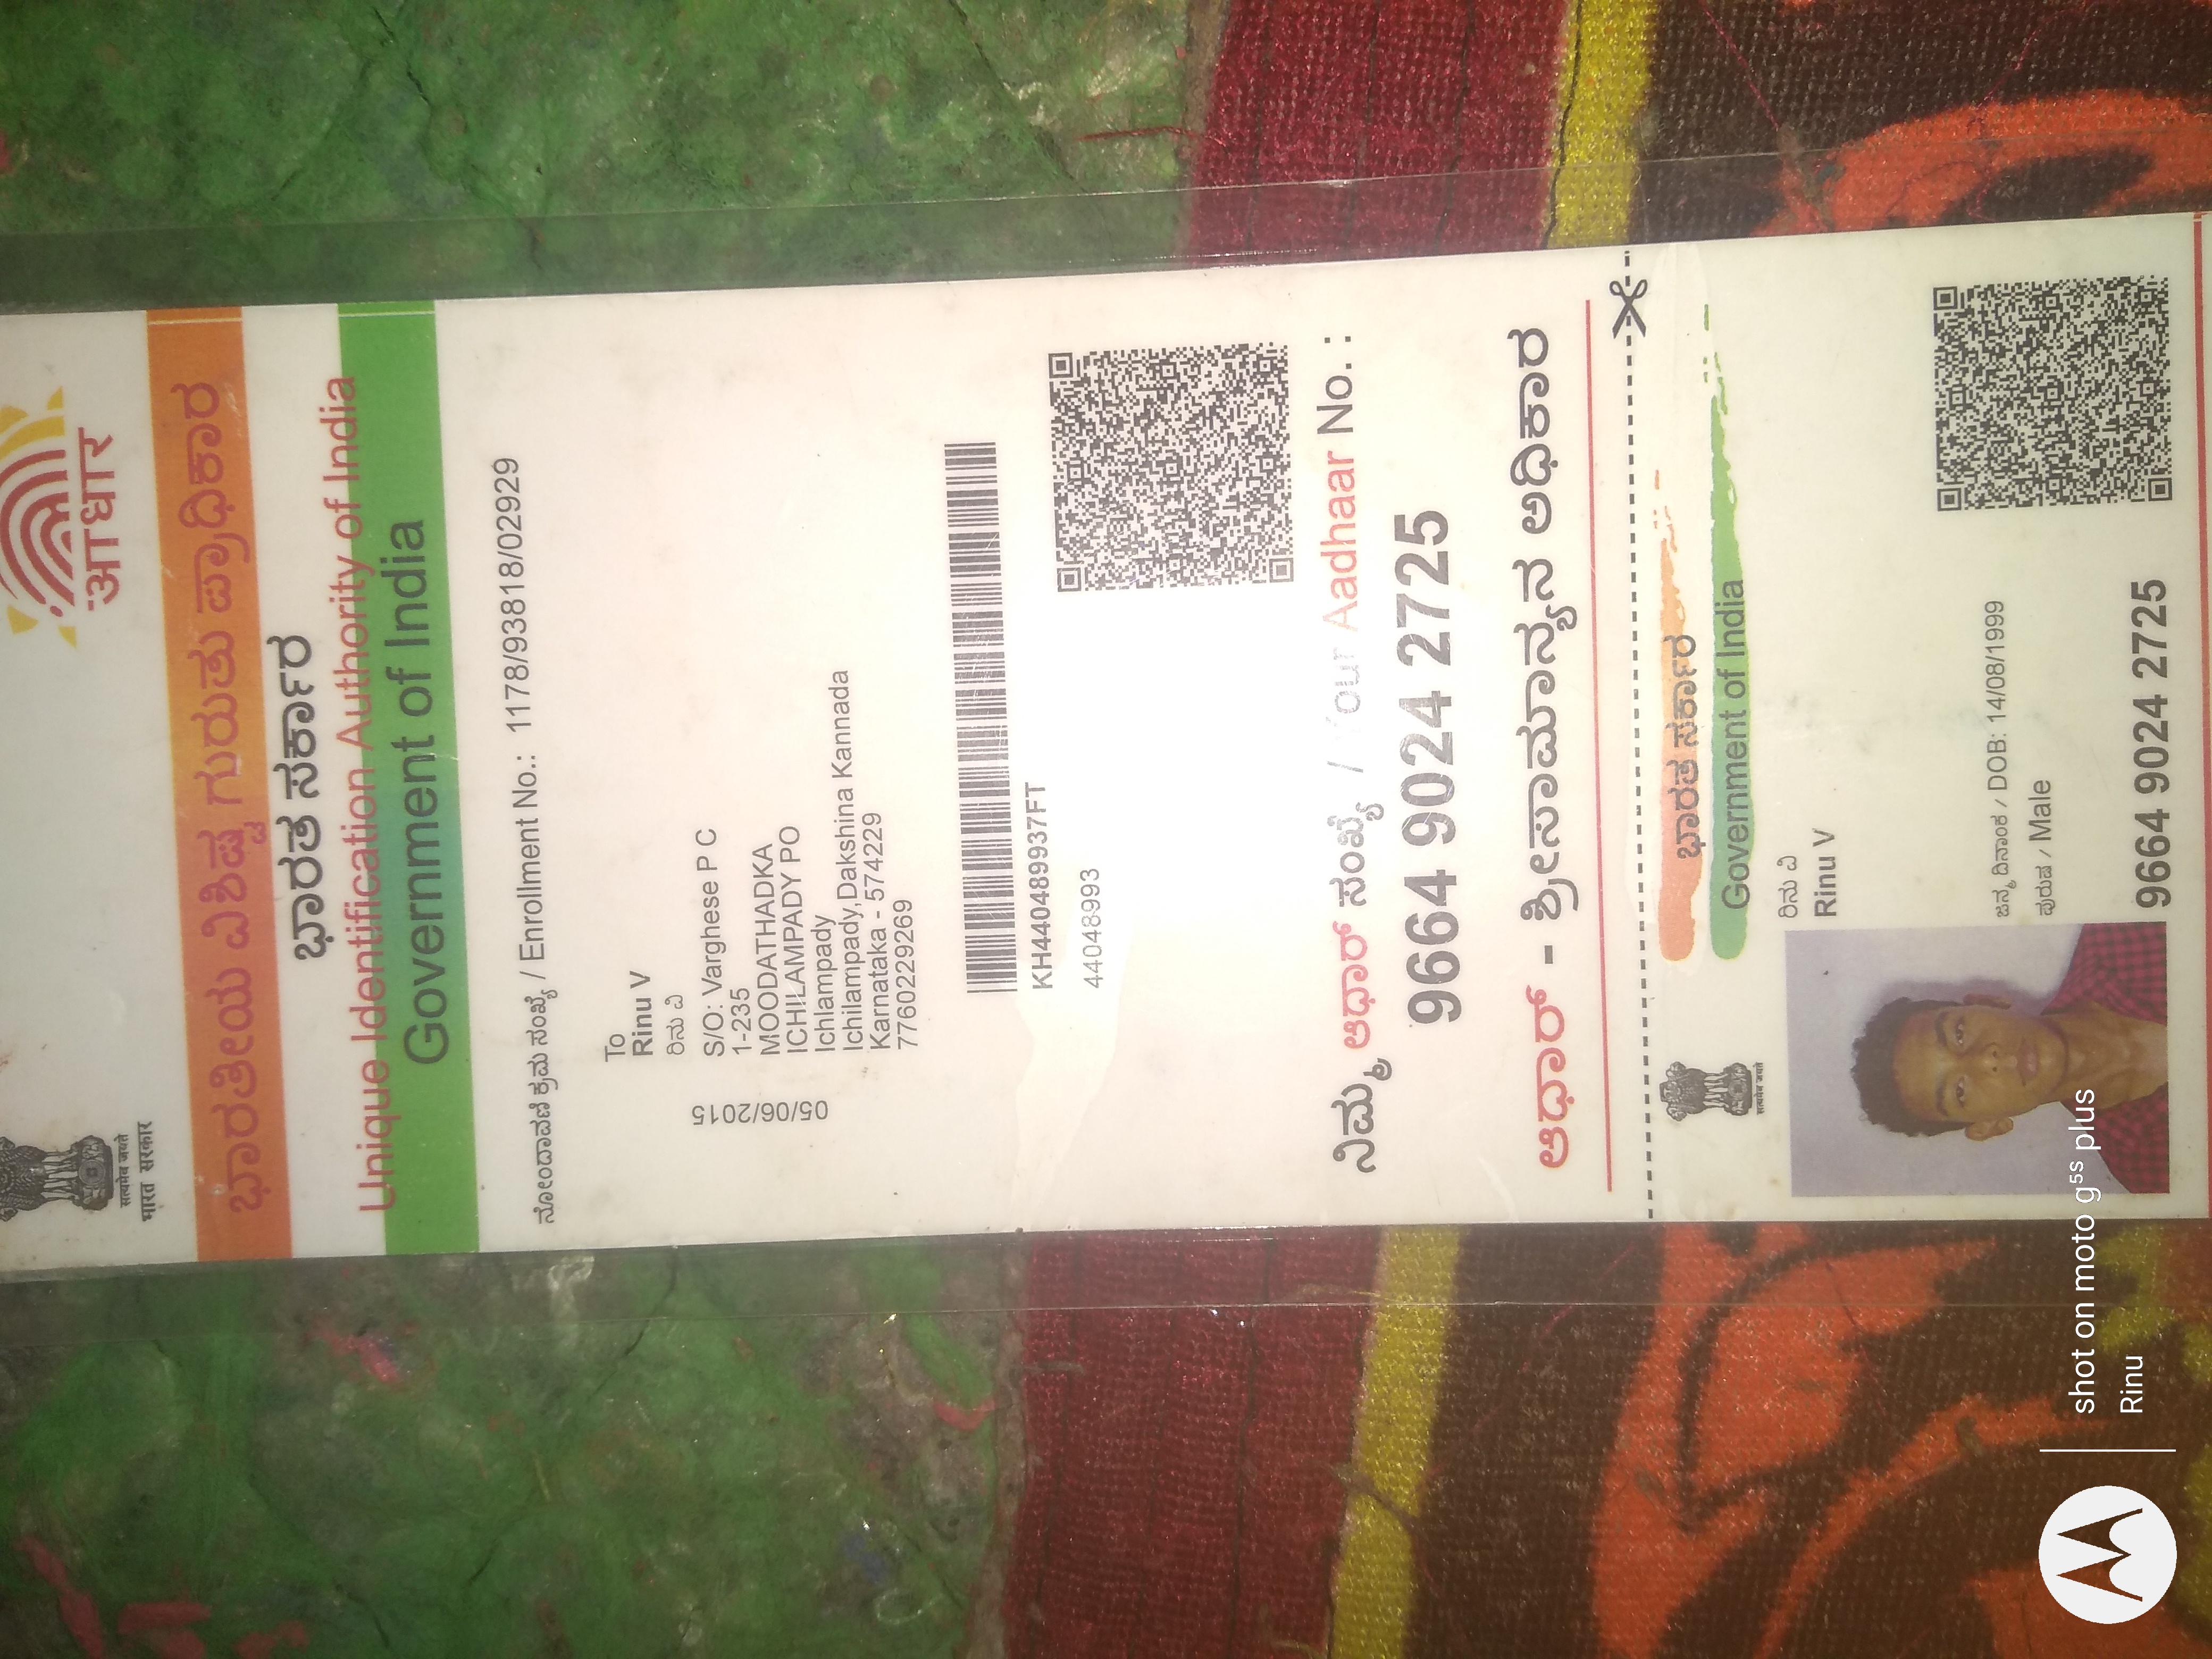 सत्यमेव जयते
भारत सरकार
आधार
ಭಾರತೀಯ ವಿಶಿಷ್ಟ ಗುರುತು ಪ್ರಾಧಿಕಾರ
ಭಾರತ ಸರ್ಕಾರ
Unique Identification Authority of India
Government of India
ನೋಂದಾವಣಿ ಕ್ರಮ ಸಂಖ್ಯೆ / Enrollment No.: 1178/93818/02929
05/06/2015
To
Rinu V
ರಿನು ವಿ
S/O: Varghese P C
1-235
MOODATHADKA
ICHILAMPADY PO
Ichlampady
Ichilampady,Dakshina Kannada
Karnataka - 574229
7760229269
KH440489937FT
44048993
ನಿಮ್ಮ ಆಧಾರ್ ಸಂಖ್ಯೆ / Your Aadhaar No. :
9664 9024 2725
ಆಧಾರ್ - ಶ್ರೀಸಾಮಾನ್ಯನ ಅಧಿಕಾರ
सत्यमेव जयते
ಭಾರತ ಸರ್ಕಾರ
Government of India
ರಿನು ವಿ
Rinu V
ಜನ್ಮ ದಿನಾಂಕ / DOB: 14/08/1999
ಪುರುಷ / Male
9664 9024 2725
shot on moto g⁵ˢ plus
Rinu